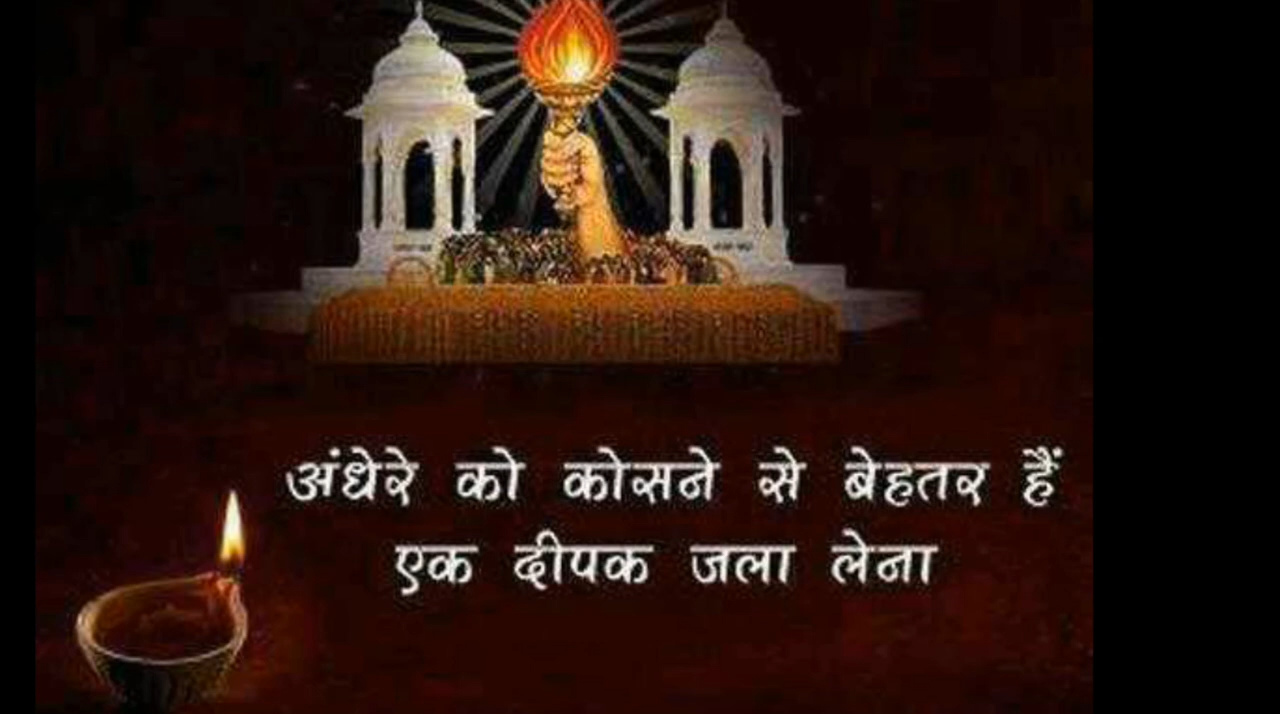 अंधेरे को कोसने से बेहतर हैं
एक दीपक जला लेना